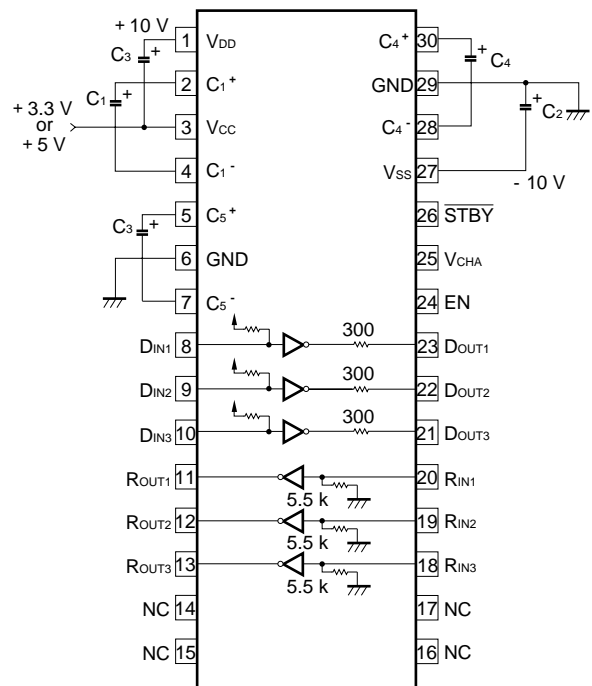 + 10 V
1 VDD
C3 +
2 C1+
C1 +
+ 3.3 V
or
+ 5 V
3 VCC
4 C1-
5 C5+
C3 +
6 GND
7 C5-
DIN1 8
DIN2 9
DIN3 10
300
300
300
ROUT1 11
5.5 k
ROUT2 12
5.5 k
ROUT3 13
5.5 k
NC 14
NC 15
C4+ 30
+ C4
GND 29
+ C2
C4- 28
VSS 27
- 10 V
26 STBY
25 VCHA
24 EN
23 DOUT1
22 DOUT2
21 DOUT3
20 RIN1
19 RIN2
18 RIN3
17 NC
16 NC